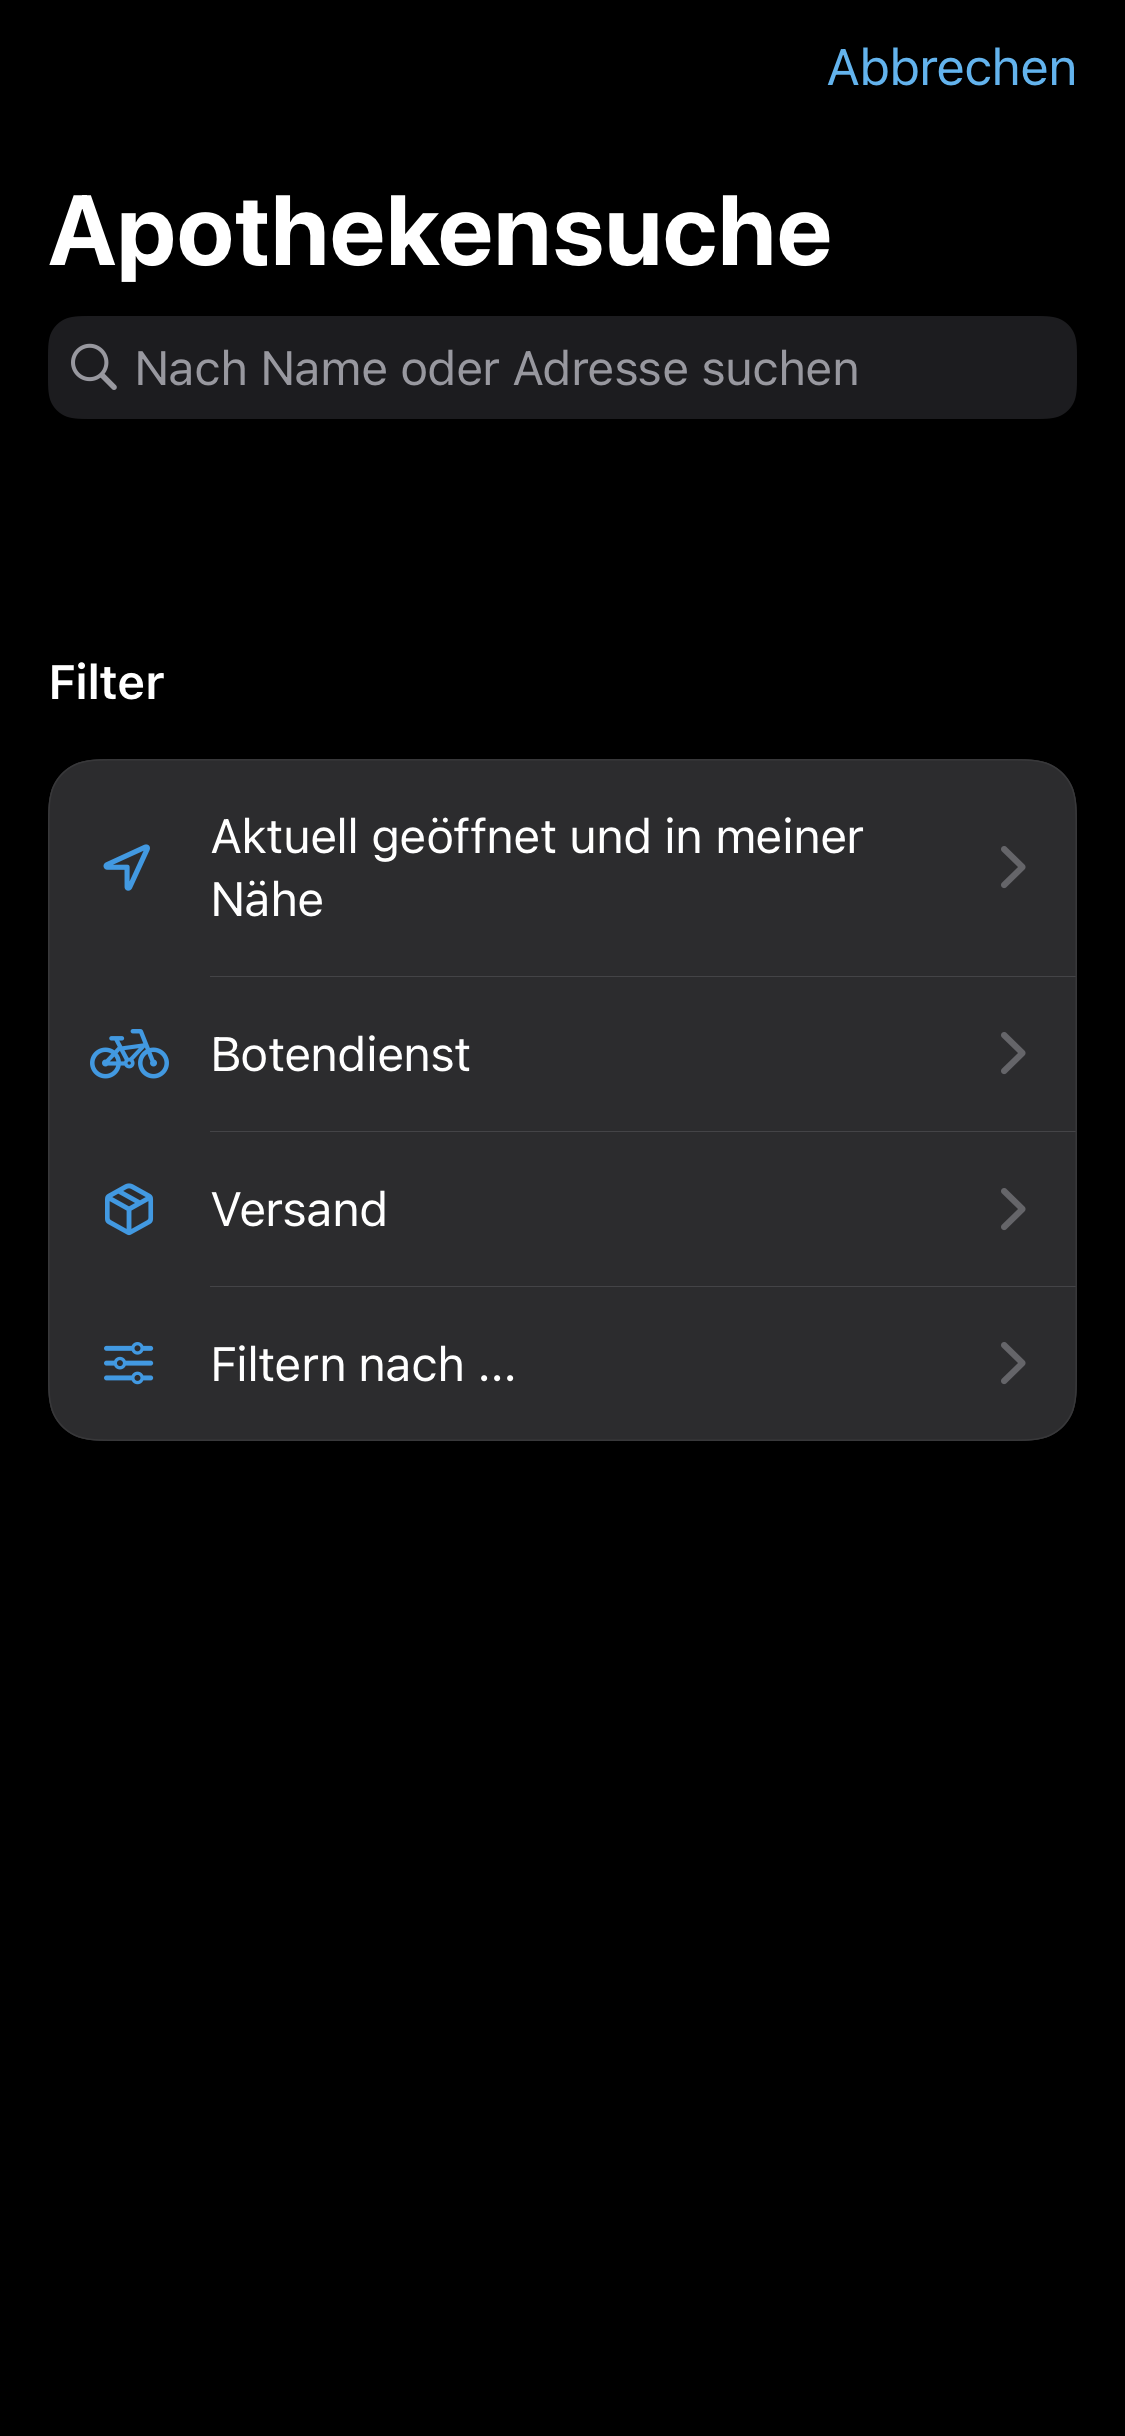 Abbrechen
Apothekensuche
Nach Name oder Adresse suchen
Filter
Aktuell geöffnet und in meiner
Nähe
Botendienst
Versand
Filtern nach ...